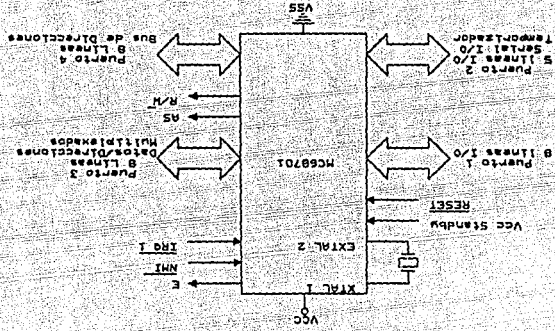 VCC
XTAL 1
EXTAL 2
Vcc Standby
RESET
Puerto 1
8 lineas I/O
Puerto 2
5 lineas I/O
Serial I/O
Temporizador
MC68701
E
NMI
IRQ 1
Puerto 3
8 Lineas
Datos/Direcciones
Multiplexados
AS
R/W
Puerto 4
8 Lineas
Bus de Direcciones
VSS